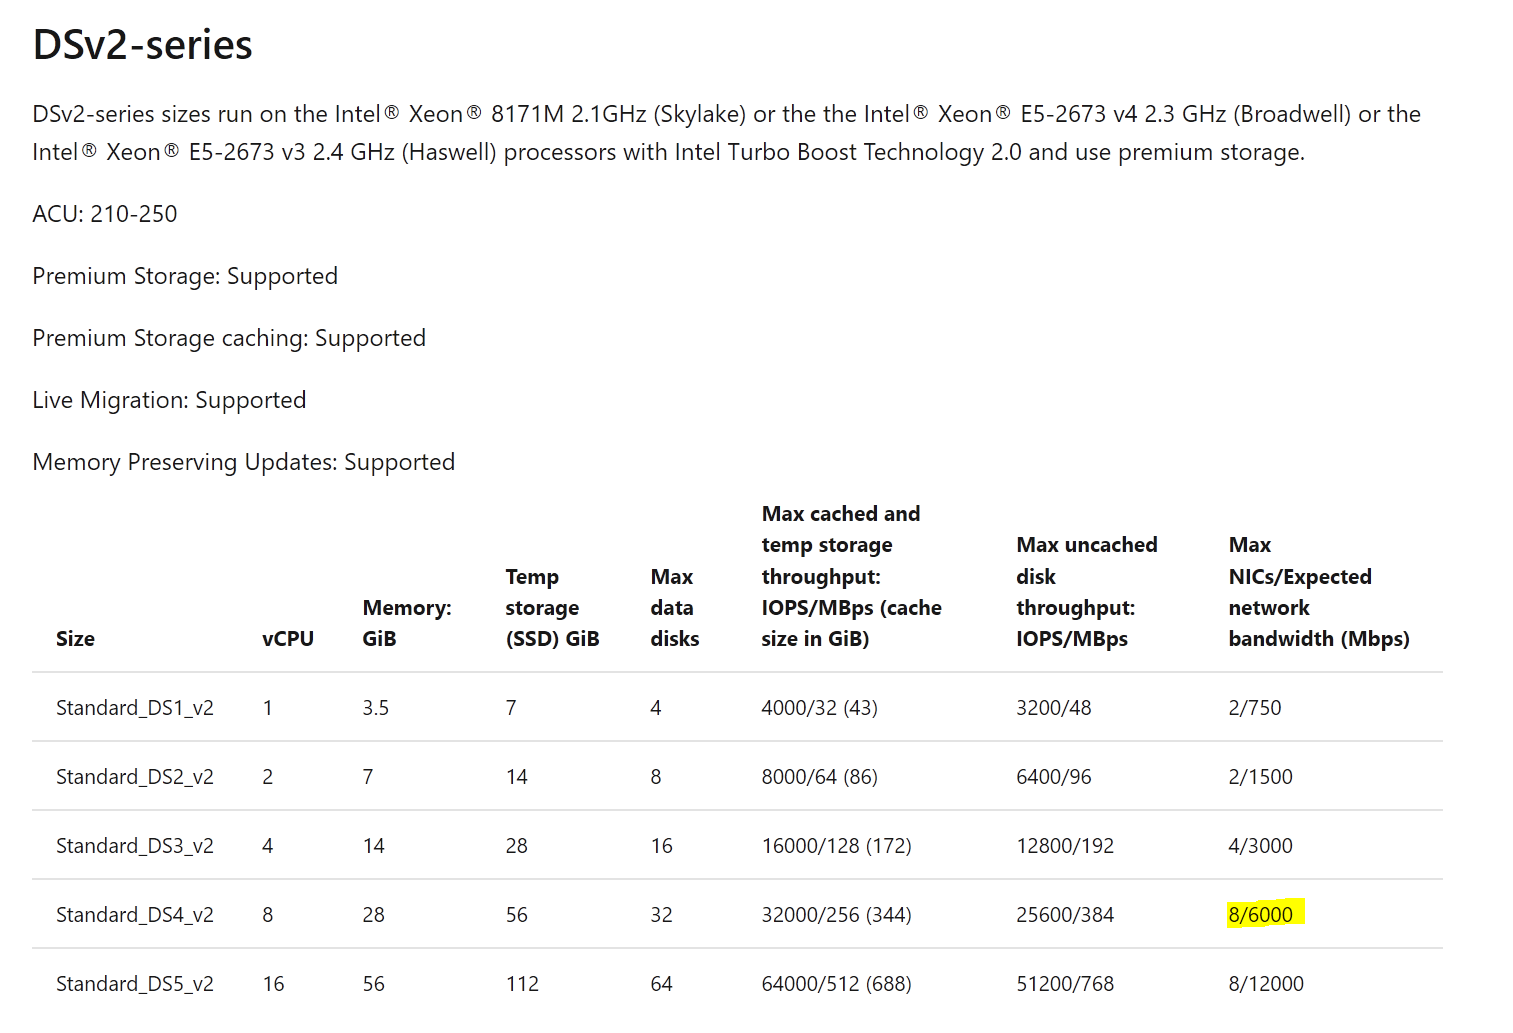 DSv2-series
DSv2-series sizes run on the Intel® Xeon® 8171M 2.1GHz (Skylake) or the the Intel® Xeon® E5-2673 v4 2.3 GHz (Broadwell) or the
Intel® Xeon® E5-2673 v3 2.4 GHz (Haswell) processors with Intel Turbo Boost Technology 2.0 and use premium storage.
ACU: 210-250
Premium Storage: Supported
Premium Storage caching: Supported
Live Migration: Supported
Memory Preserving Updates: Supported
Size
vCPU
Memory:
GiB
Temp
storage
(SSD) GiB
Max
data
disks
Max cached and
temp storage
throughput:
IOPS/MBps (cache
size in GiB)
Max uncached
disk
throughput:
IOPS/MBps
Max
NICs/Expected
network
bandwidth (Mbps)
Standard_DS1_v2 1 3.5 7 4 4000/32 (43) 3200/48 2/750
Standard_DS2_v2 2 7 14 8 8000/64 (86) 6400/96 2/1500
Standard_DS3_v2 4 14 28 16 16000/128 (172) 12800/192 4/3000
Standard_DS4_v2 8 28 56 32 32000/256 (344) 25600/384 8/6000
Standard_DS5_v2 16 56 112 64 64000/512 (688) 51200/768 8/12000